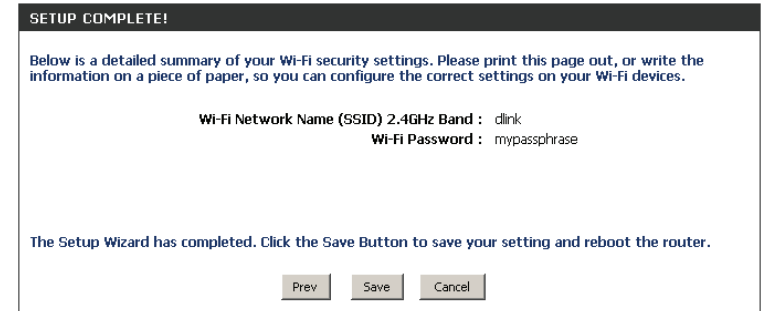 SETUP COMPLETE!
Below is a detailed summary of your Wi-Fi security settings. Please print this page out, or write the
information on a piece of paper, so you can configure the correct settings on your Wi-Fi devices.
Wi-Fi Network Name (SSID) 2.4GHz Band : dlink
Wi-Fi Password : mypassphrase
The Setup Wizard has completed. Click the Save Button to save your setting and reboot the router.
Prev Save Cancel